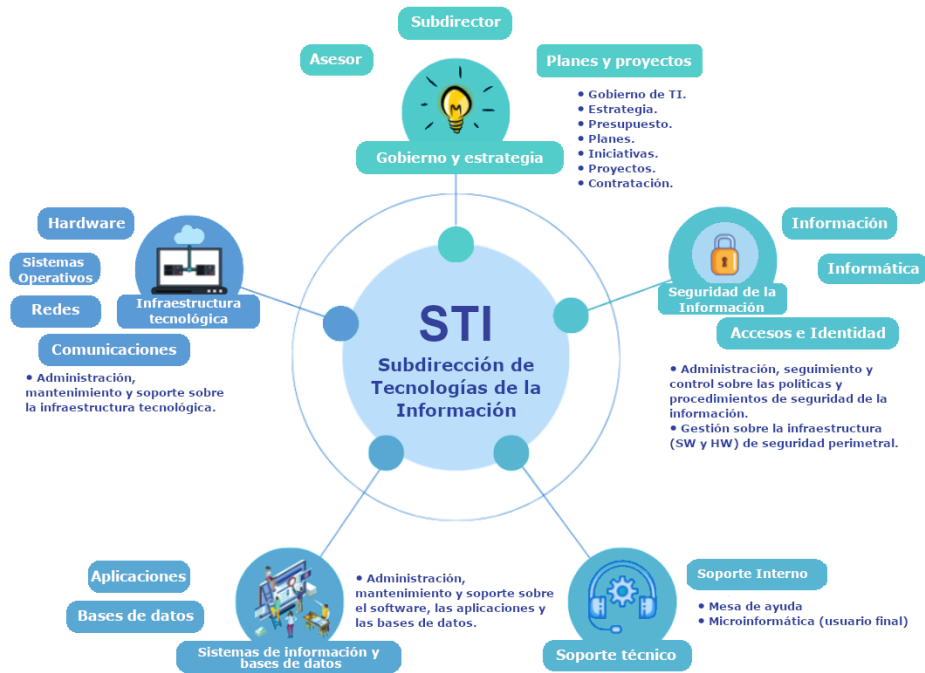 Subdirector
Asesor
Planes y proyectos
• Gobierno de TI.
• Estrategia.
• Presupuesto.
• Planes.
• Iniciativas.
• Proyectos.
• Contratación.
Gobierno y estrategia
Hardware
Sistemas
Operativos
Redes
Infraestructura
tecnológica
Comunicaciones
• Administración,
mantenimiento y soporte sobre
la infraestructura tecnológica.
Información
Informática
Seguridad de la
Información
Accesos e Identidad
• Administración, seguimiento y
control sobre las políticas y
procedimientos de seguridad de la
información.
• Gestión sobre la infraestructura
(SW y HW) de seguridad perimetral.
STI
Subdirección de
Tecnologías de la
Información
Aplicaciones
Bases de datos
• Administración,
mantenimiento y soporte sobre
el software, las aplicaciones y
las bases de datos.
Sistemas de información y
bases de datos
Soporte Interno
• Mesa de ayuda
• Microinformática (usuario final)
Soporte técnico